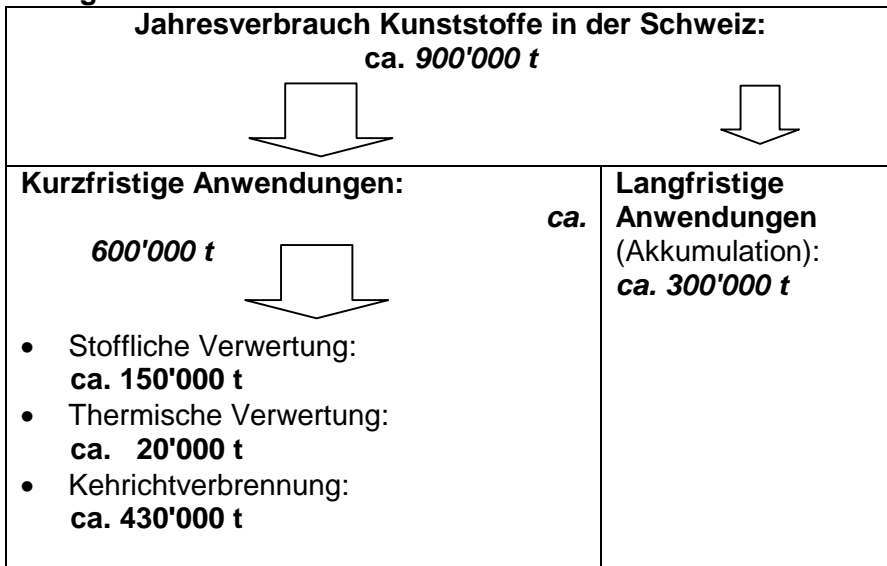 Jahresverbrauch Kunststoffe in der Schweiz:
ca. 900'000 t
Kurzfristige Anwendungen:
ca.
600'000 t
• Stoffliche Verwertung:
ca. 150'000 t
• Thermische Verwertung:
ca. 20'000 t
• Kehrichtverbrennung:
ca. 430'000 t
Langfristige
Anwendungen
(Akkumulation):
ca. 300'000 t